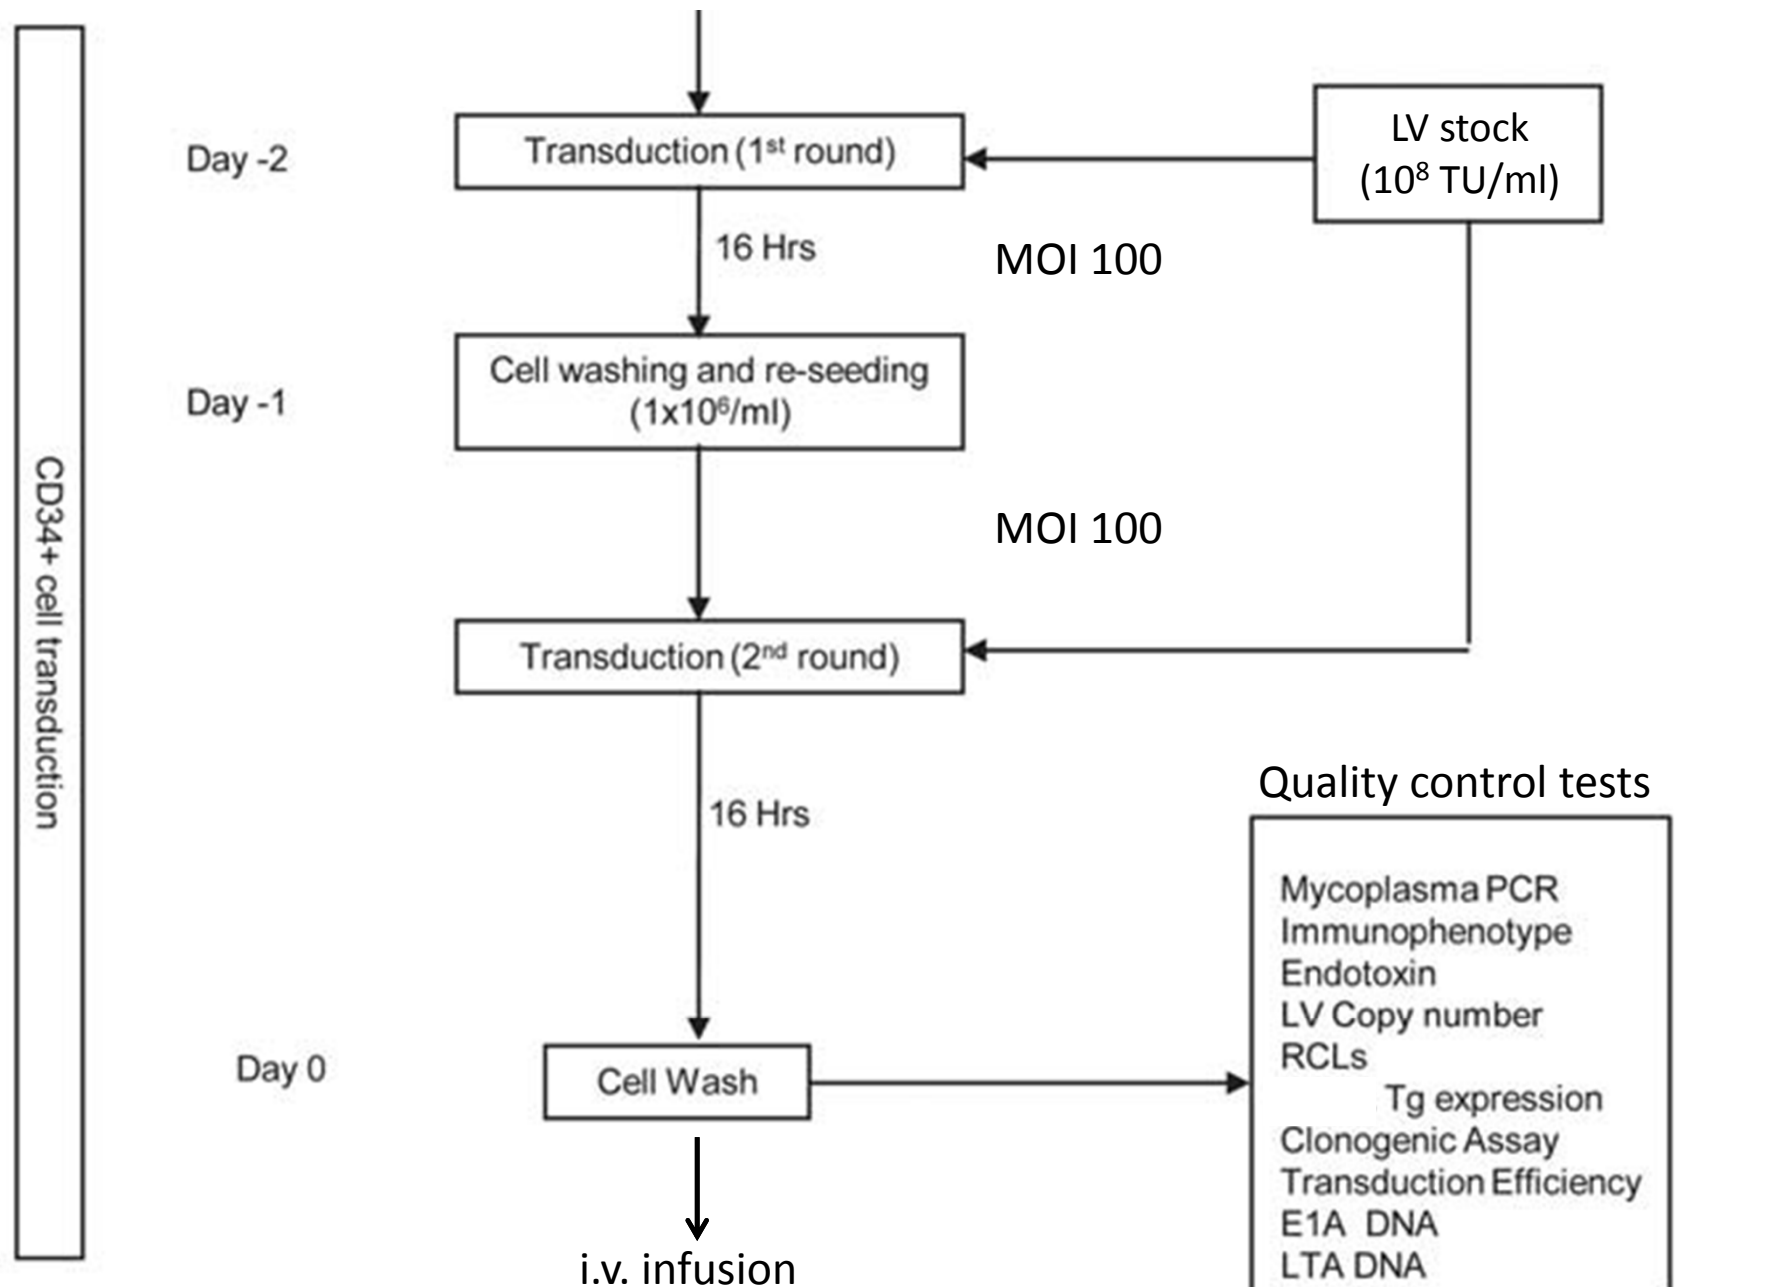 CD34+ cell transduction
Day -2
Transduction (1st round)
LV stock
(10⁸ TU/ml)
16 Hrs
MOI 100
Day -1
Cell washing and re-seeding
(1x10⁶/ml)
MOI 100
Transduction (2nd round)
16 Hrs
Quality control tests
Mycoplasma PCR
Immunophenotype
Endotoxin
LV Copy number
RCLs
Tg expression
Clonogenic Assay
Transduction Efficiency
E1A DNA
LTA DNA
Day 0
Cell Wash
i.v. infusion